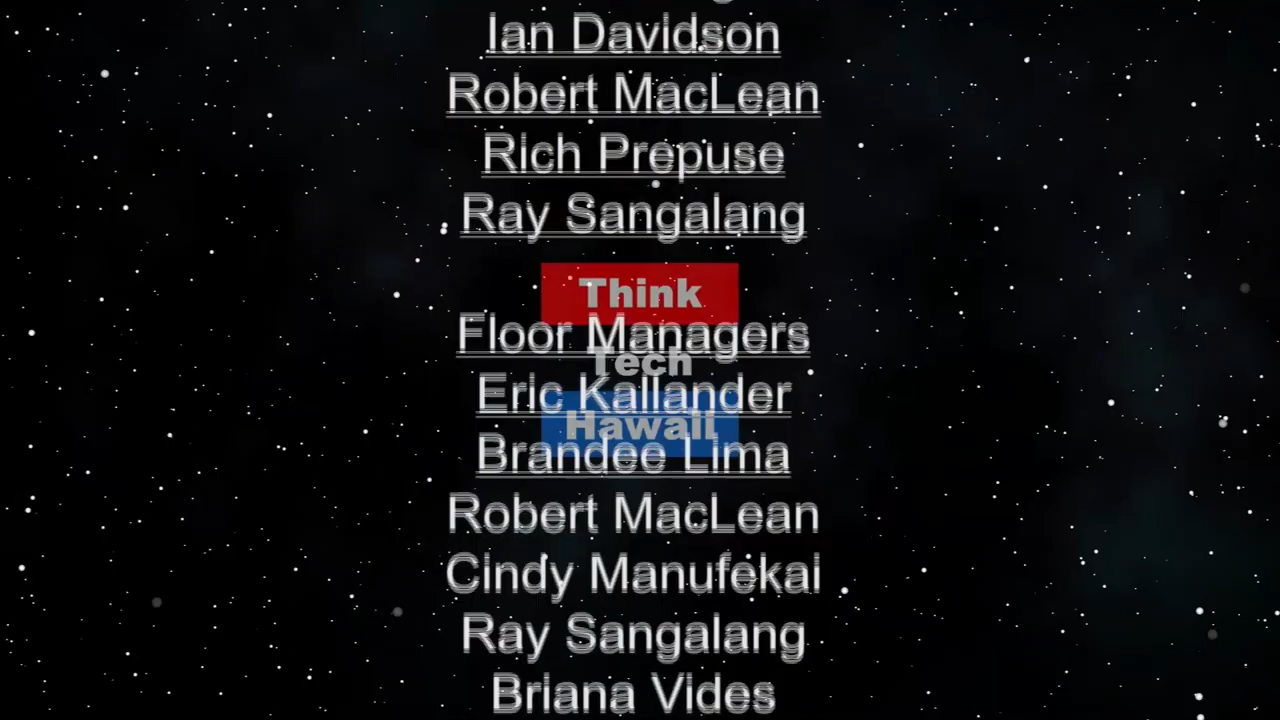 Ian Davidson
Robert MacLean
Rich Prepuse
Ray Sangalang
Think
Floor Managers
Tech
Eric Kallander
Hawaii
Brandee Lima
Robert MacLean
Cindy Manufekai
Ray Sangalang
Briana Vides